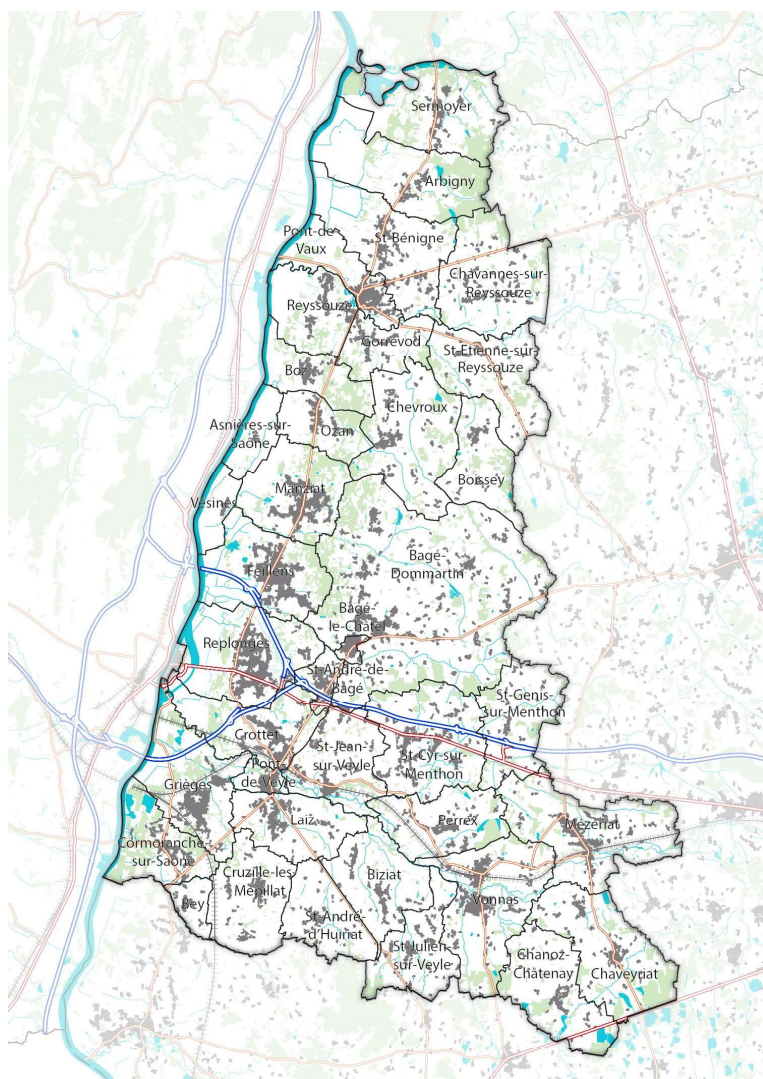 Sermoyer
Arbigny
Pont-de-
Vaux
St-Bénigne
Chavannes-sur-
Reyssouze
Reyssouze
Gorrevod
St-Etienne-sur-
Reyssouze
Boz
Chevroux
Asnières-sur-
Saône
Ozan
Boissey
Manziat
Vésines
Bagé-
Dommartin
Feillens
Bagé-
le-Châtel
Replonges
St-André-de-
Bagé
St-Genis-
sur-Menthon
Crottet
St-Jean-
sur-Veyle
St-Cyr-sur-
Menthon
Pont-
de-Veyle
Grièges
Laiz
Perrex
Mézériat
Cormoranche-
sur-Saône
Cruzille-les-
Mépillat
Biziat
Bey
Vonnas
St-André-
d'Huiriat
St-Julien-
sur-Veyle
Chanoz-
Châtenay
Chaveyriat